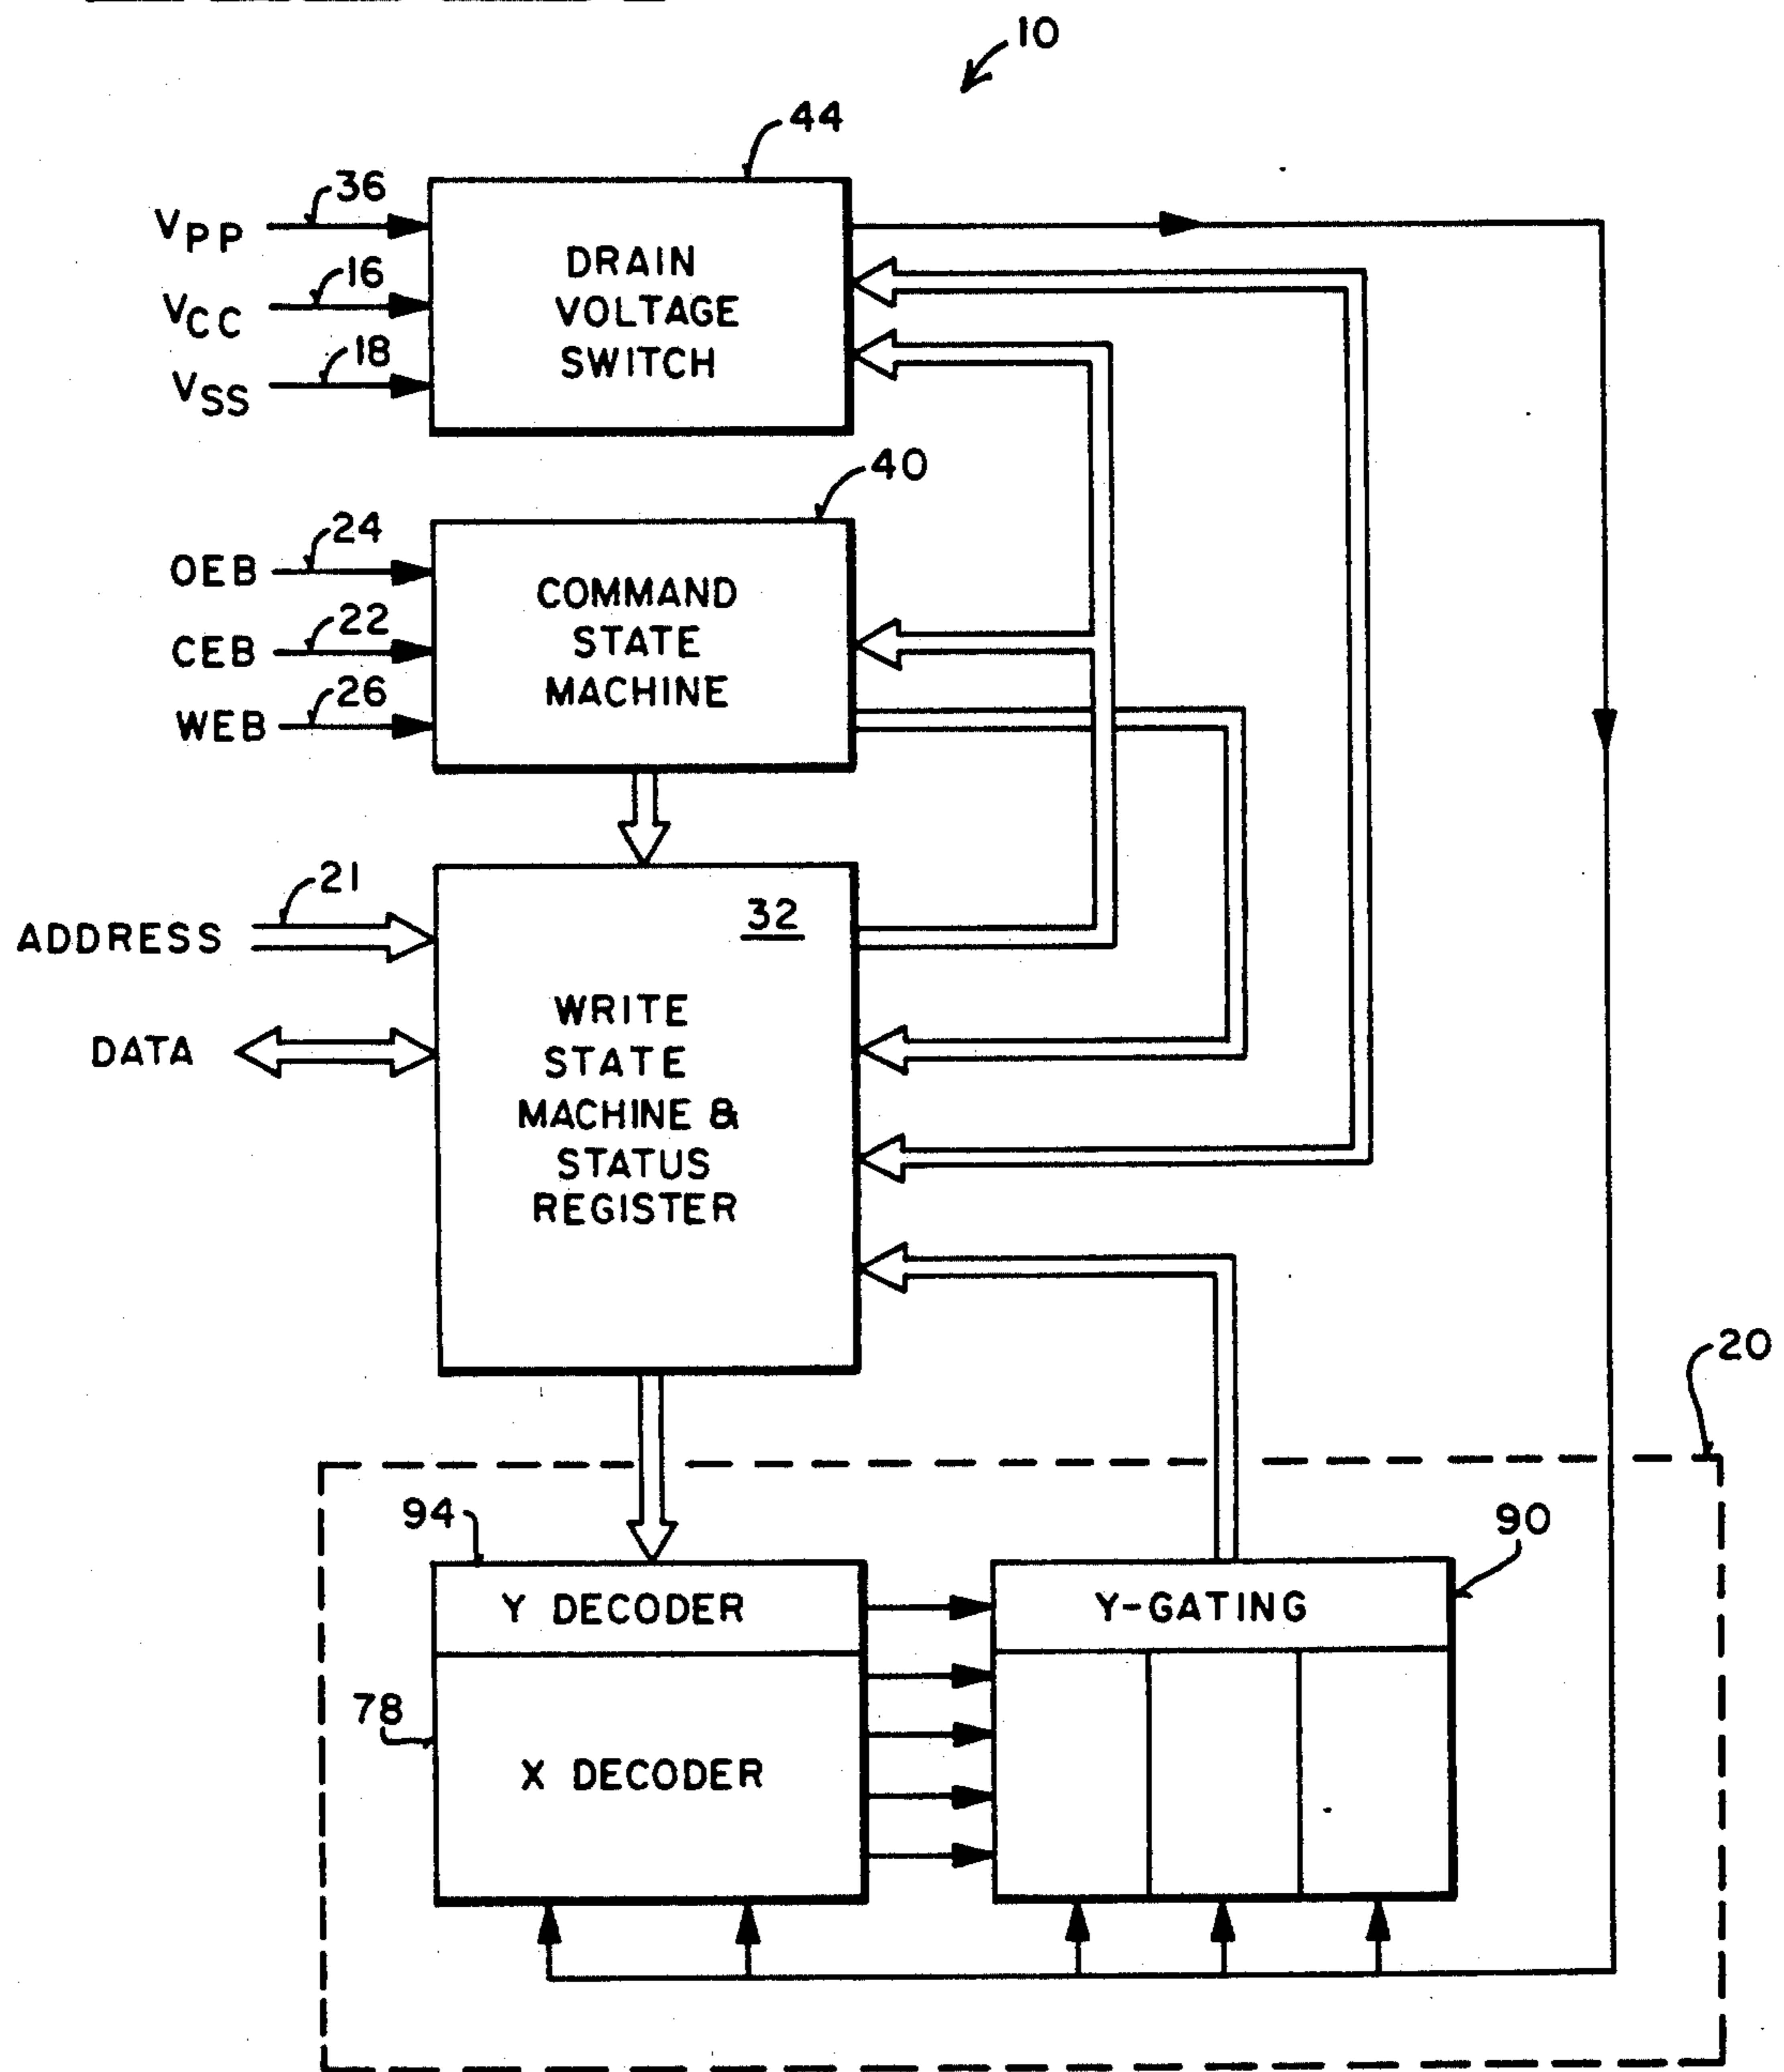 10
44
36
VPP
16
VCC
18
VSS
DRAIN
VOLTAGE
SWITCH
40
24
OEB
22
CEB
26
WEB
COMMAND
STATE
MACHINE
21
ADDRESS
DATA
32
WRITE
STATE
MACHINE &
STATUS
REGISTER
20
94
Y DECODER
78
X DECODER
90
Y-GATING